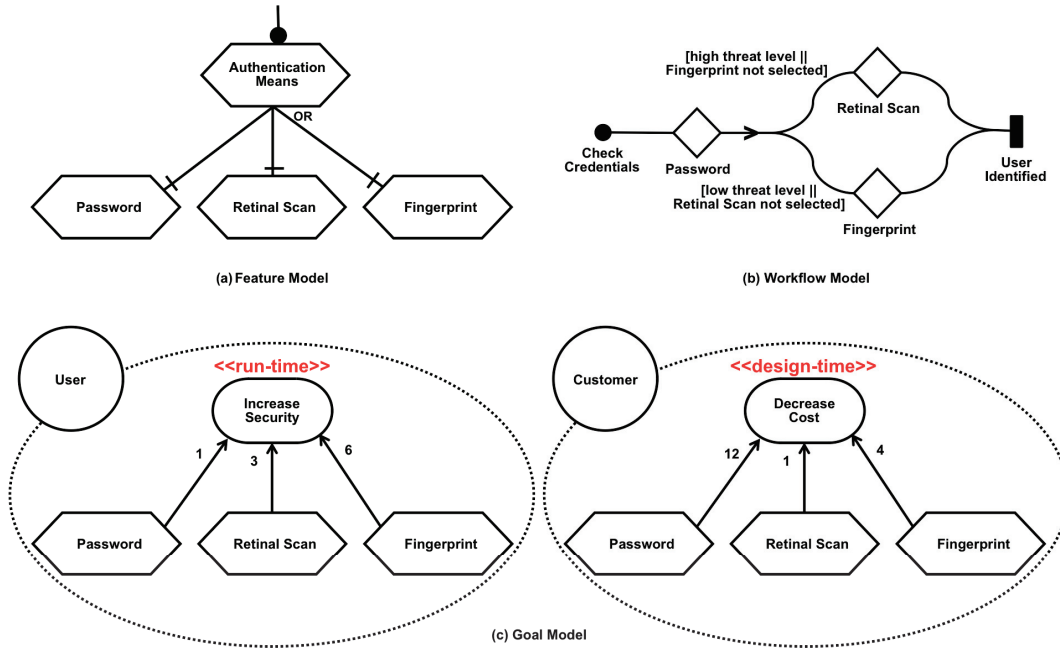 Authentication
Means
OR
Password
Retinal Scan
Fingerprint
(a) Feature Model
[high threat level ||
Fingerprint not selected]
Retinal Scan
Check
Credentials
Password
User
Identified
[low threat level ||
Retinal Scan not selected]
Fingerprint
(b) Workflow Model
User
<<run-time>>
Increase
Security
1
3
6
Password
Retinal Scan
Fingerprint
Customer
<<design-time>>
Decrease
Cost
12
1
4
Password
Retinal Scan
Fingerprint
(c) Goal Model